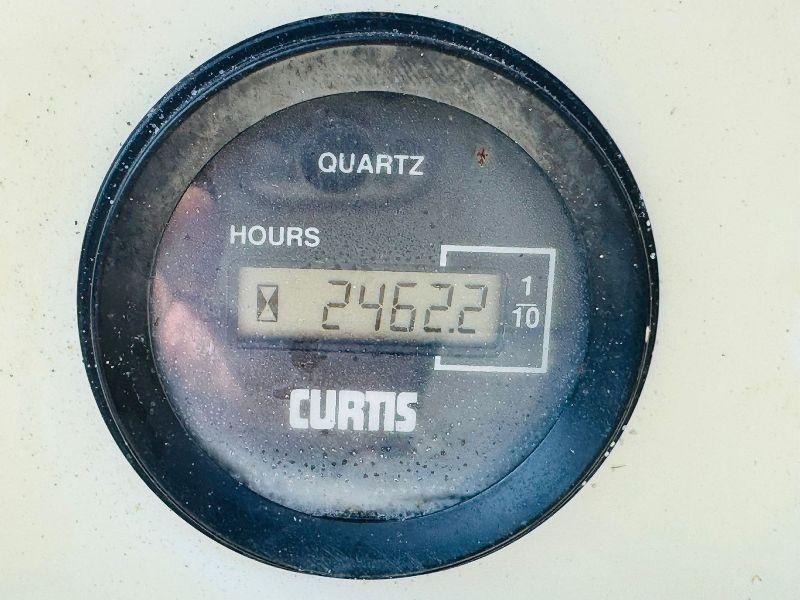 QUARTZ
HOURS
2462.2
1/10
CURTIS